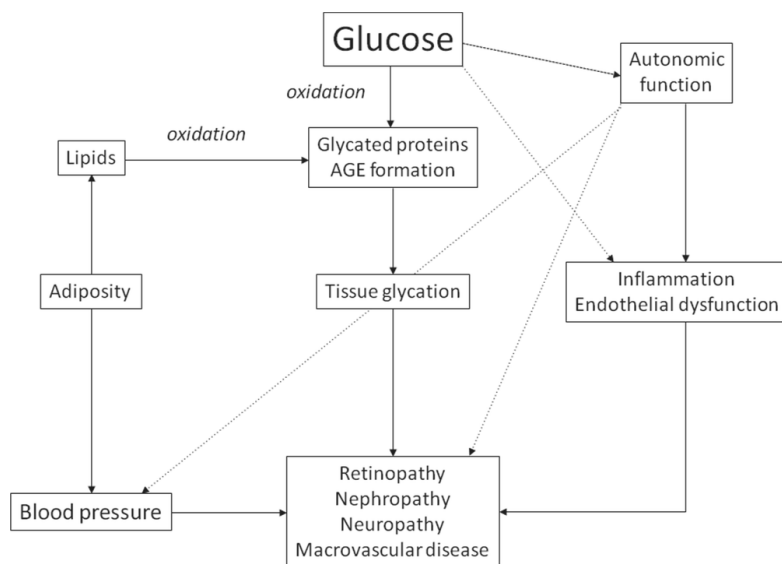 Glucose
Autonomic
function
oxidation
oxidation
Lipids
Glycated proteins
AGE formation
Adiposity
Tissue glycation
Inflammation
Endothelial dysfunction
Blood pressure
Retinopathy
Nephropathy
Neuropathy
Macrovascular disease